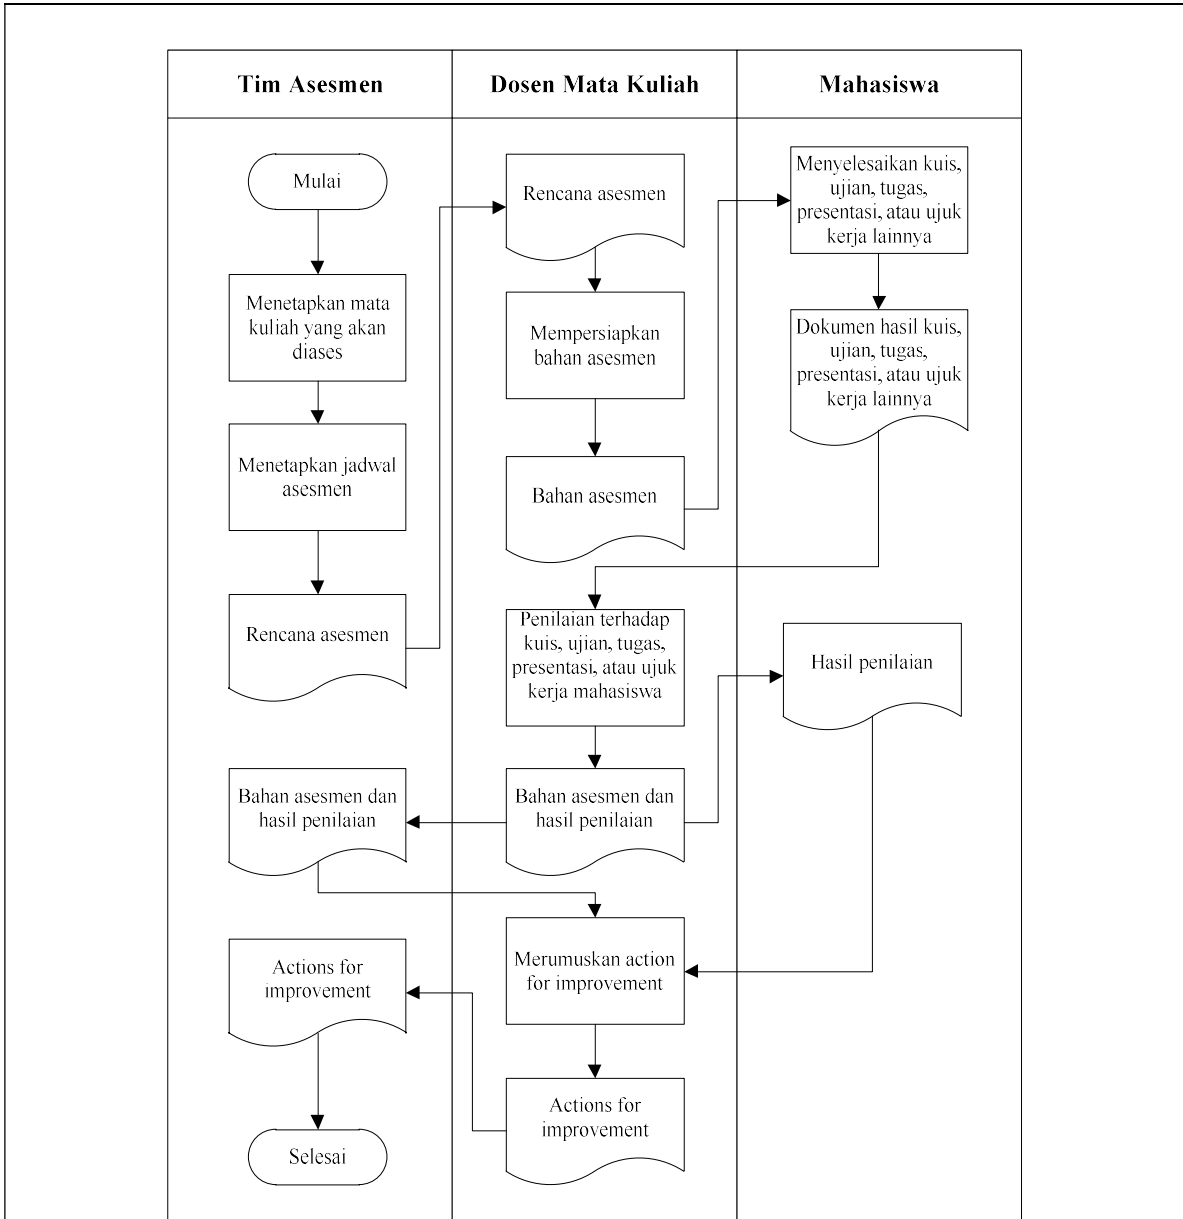 Tim Asesmen
Dosen Mata Kuliah
Mahasiswa
Mulai
Menetapkan mata
kuliah yang akan
diases
Menetapkan jadwal
asesmen
Rencana asesmen
Rencana asesmen
Mempersiapkan
bahan asesmen
Bahan asesmen
Menyelesaikan kuis,
ujian, tugas,
presentasi, atau ujuk
kerja lainnya
Dokumen hasil kuis,
ujian, tugas,
presentasi, atau ujuk
kerja lainnya
Penilaian terhadap
kuis, ujian, tugas,
presentasi, atau ujuk
kerja mahasiswa
Hasil penilaian
Bahan asesmen dan
hasil penilaian
Bahan asesmen dan
hasil penilaian
Merumuskan action
for improvement
Actions for
improvement
Actions for
improvement
Selesai